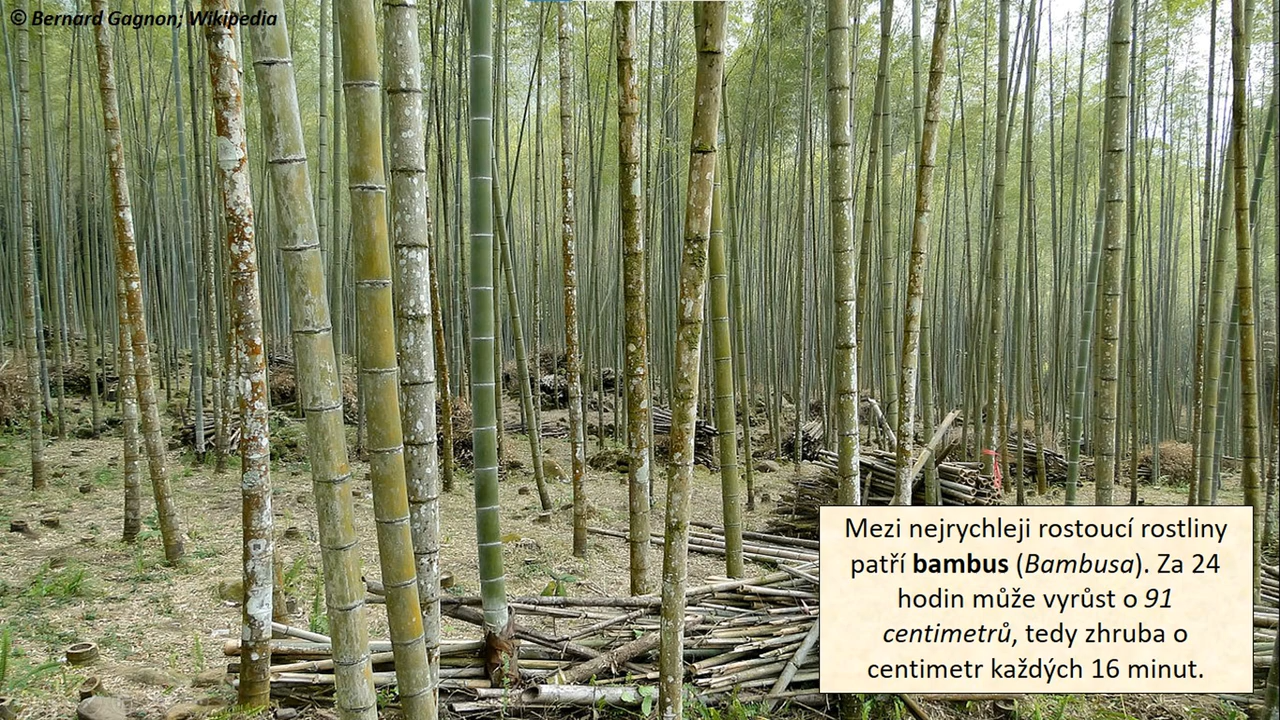 © Bernard Gagnon; Wikipedia
Mezi nejrychleji rostoucí rostliny
patří bambus (Bambusa). Za 24
hodin může vyrůst o 91
centimetrů, tedy zhruba o
centimetr každých 16 minut.